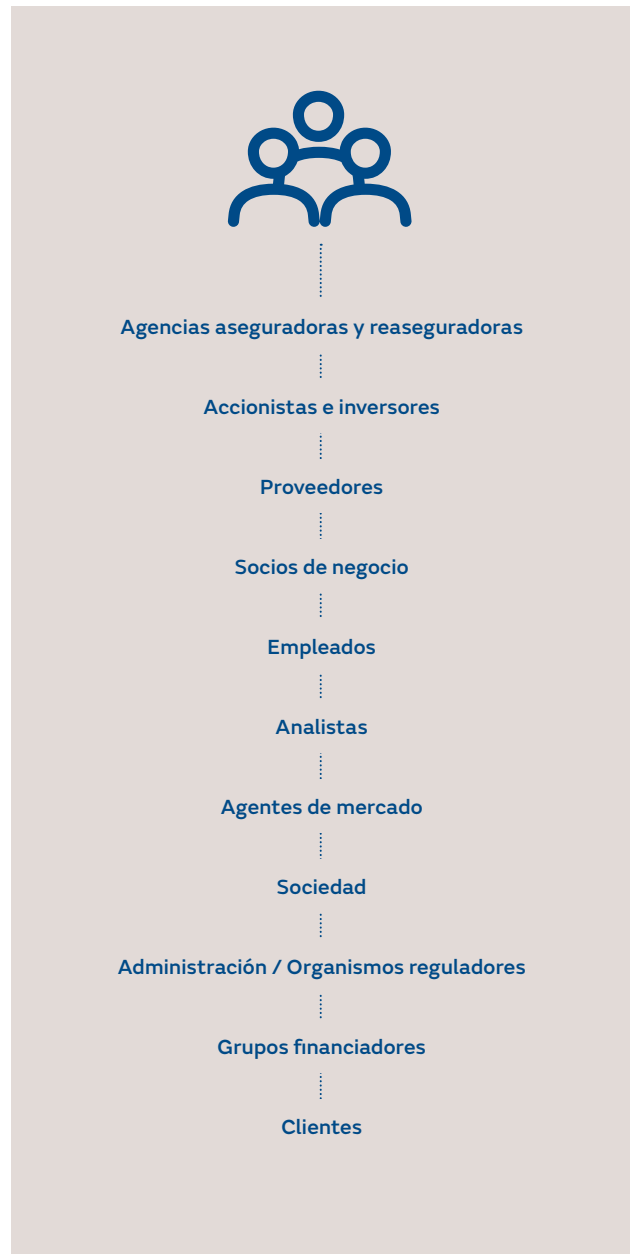 Agencias aseguradoras y reaseguradoras
Accionistas e inversores
Proveedores
Socios de negocio
Empleados
Analistas
Agentes de mercado
Sociedad
Administración / Organismos reguladores
Grupos financiadores
Clientes